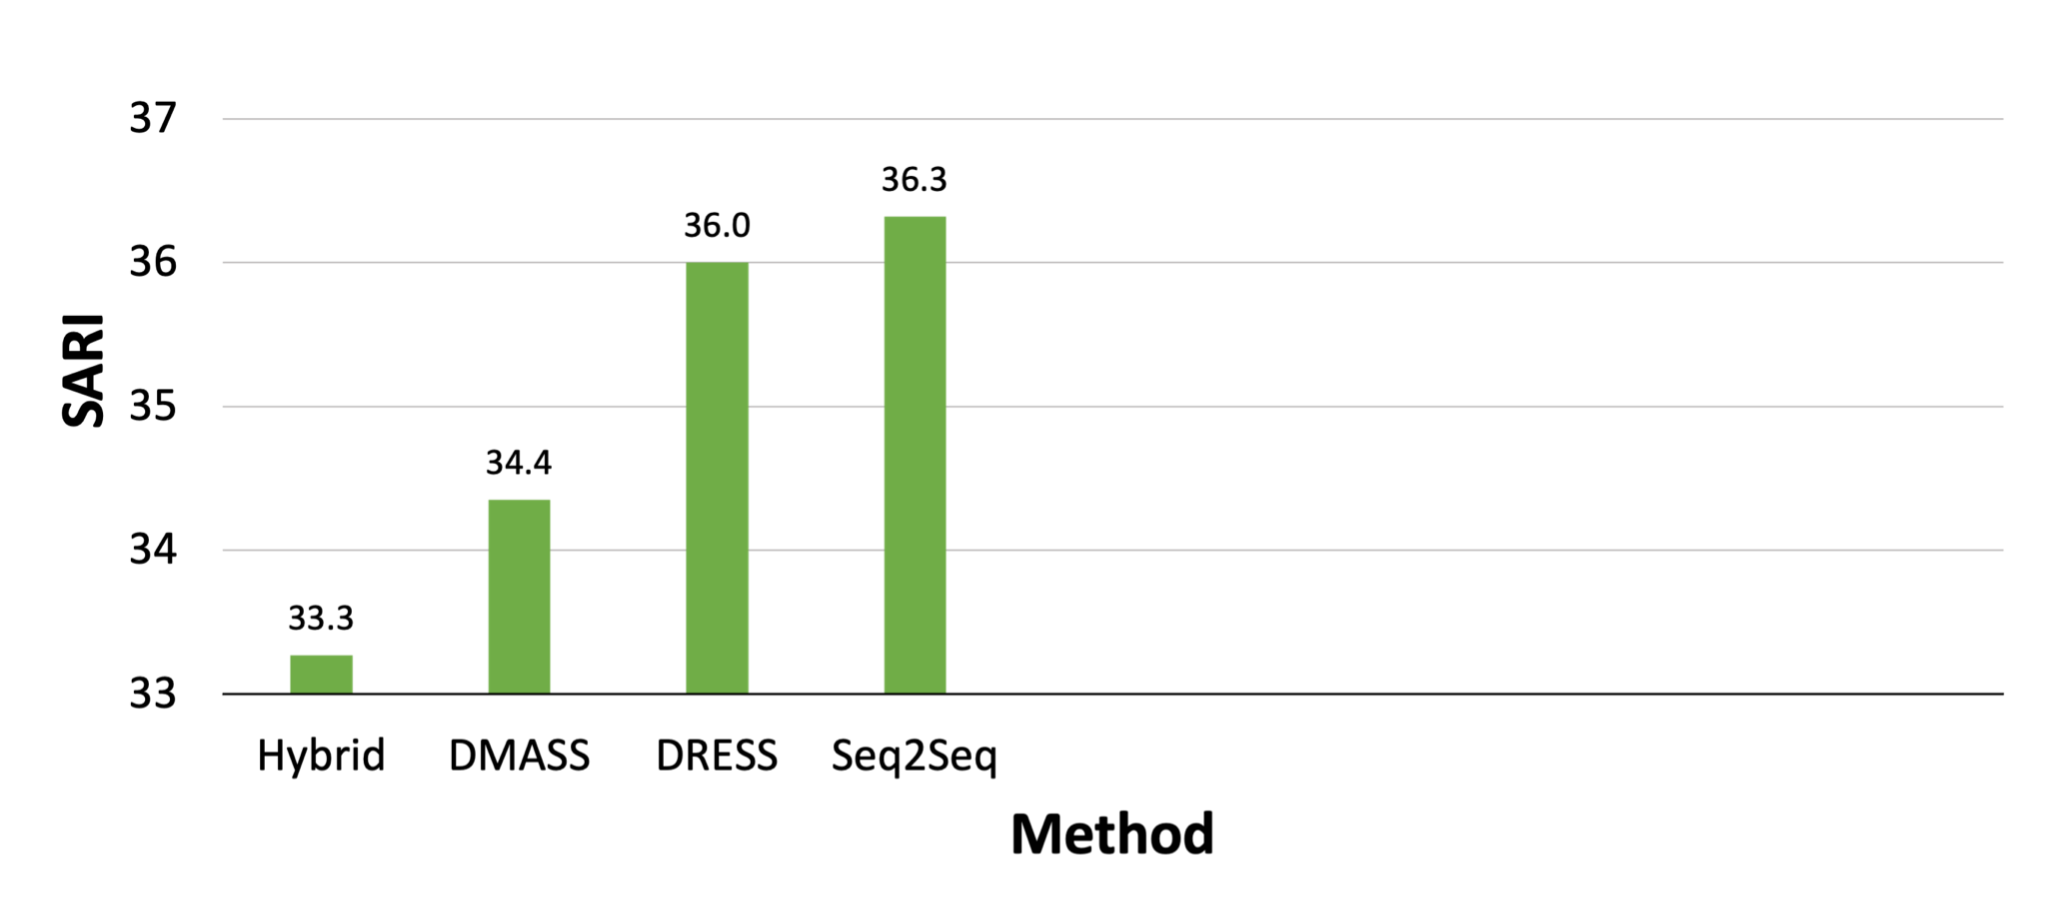 37
36
35
34
33
SARI
33.3
34.4
36.0
36.3
Hybrid
DMASS
DRESS
Seq2Seq
Method